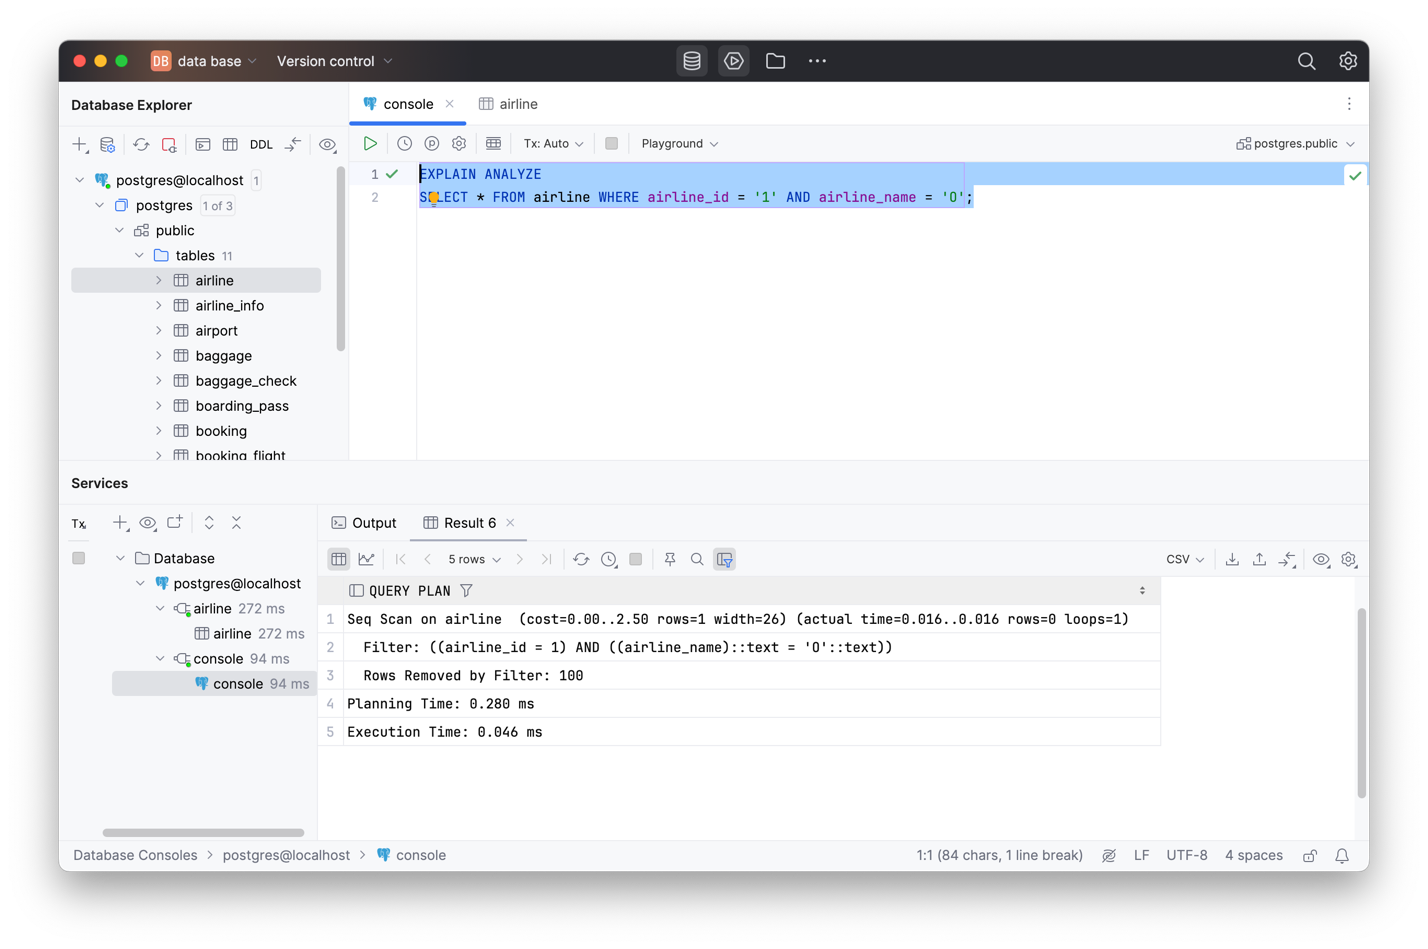 DB data base Version control
Database Explorer
console airline
DDL Tx: Auto Playground postgres.public
postgres@localhost 1
postgres 1 of 3
public
tables 11
airline
airline_info
airport
baggage
baggage_check
boarding_pass
booking
booking_flight
1 EXPLAIN ANALYZE
2 SELECT * FROM airline WHERE airline_id = '1' AND airline_name = 'O';
Services
Tx
Output Result 6
5 rows CSV
Database
postgres@localhost
airline 272 ms
airline 272 ms
console 94 ms
console 94 ms
QUERY PLAN
1 Seq Scan on airline (cost=0.00..2.50 rows=1 width=26) (actual time=0.016..0.016 rows=0 loops=1)
2 Filter: ((airline_id = 1) AND ((airline_name)::text = 'O'::text))
3 Rows Removed by Filter: 100
4 Planning Time: 0.280 ms
5 Execution Time: 0.046 ms
Database Consoles > postgres@localhost > console
1:1 (84 chars, 1 line break) LF UTF-8 4 spaces